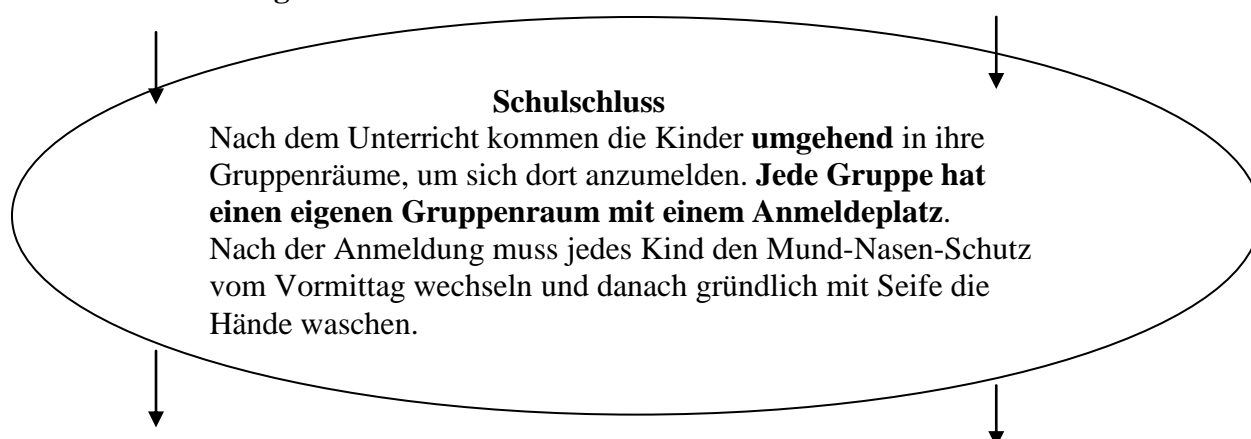 Schulschluss
Nach dem Unterricht kommen die Kinder umgehend in ihre
Gruppenräume, um sich dort anzumelden. Jede Gruppe hat
einen eigenen Gruppenraum mit einem Anmeldeplatz.
Nach der Anmeldung muss jedes Kind den Mund-Nasen-Schutz
vom Vormittag wechseln und danach gründlich mit Seife die
Hände waschen.